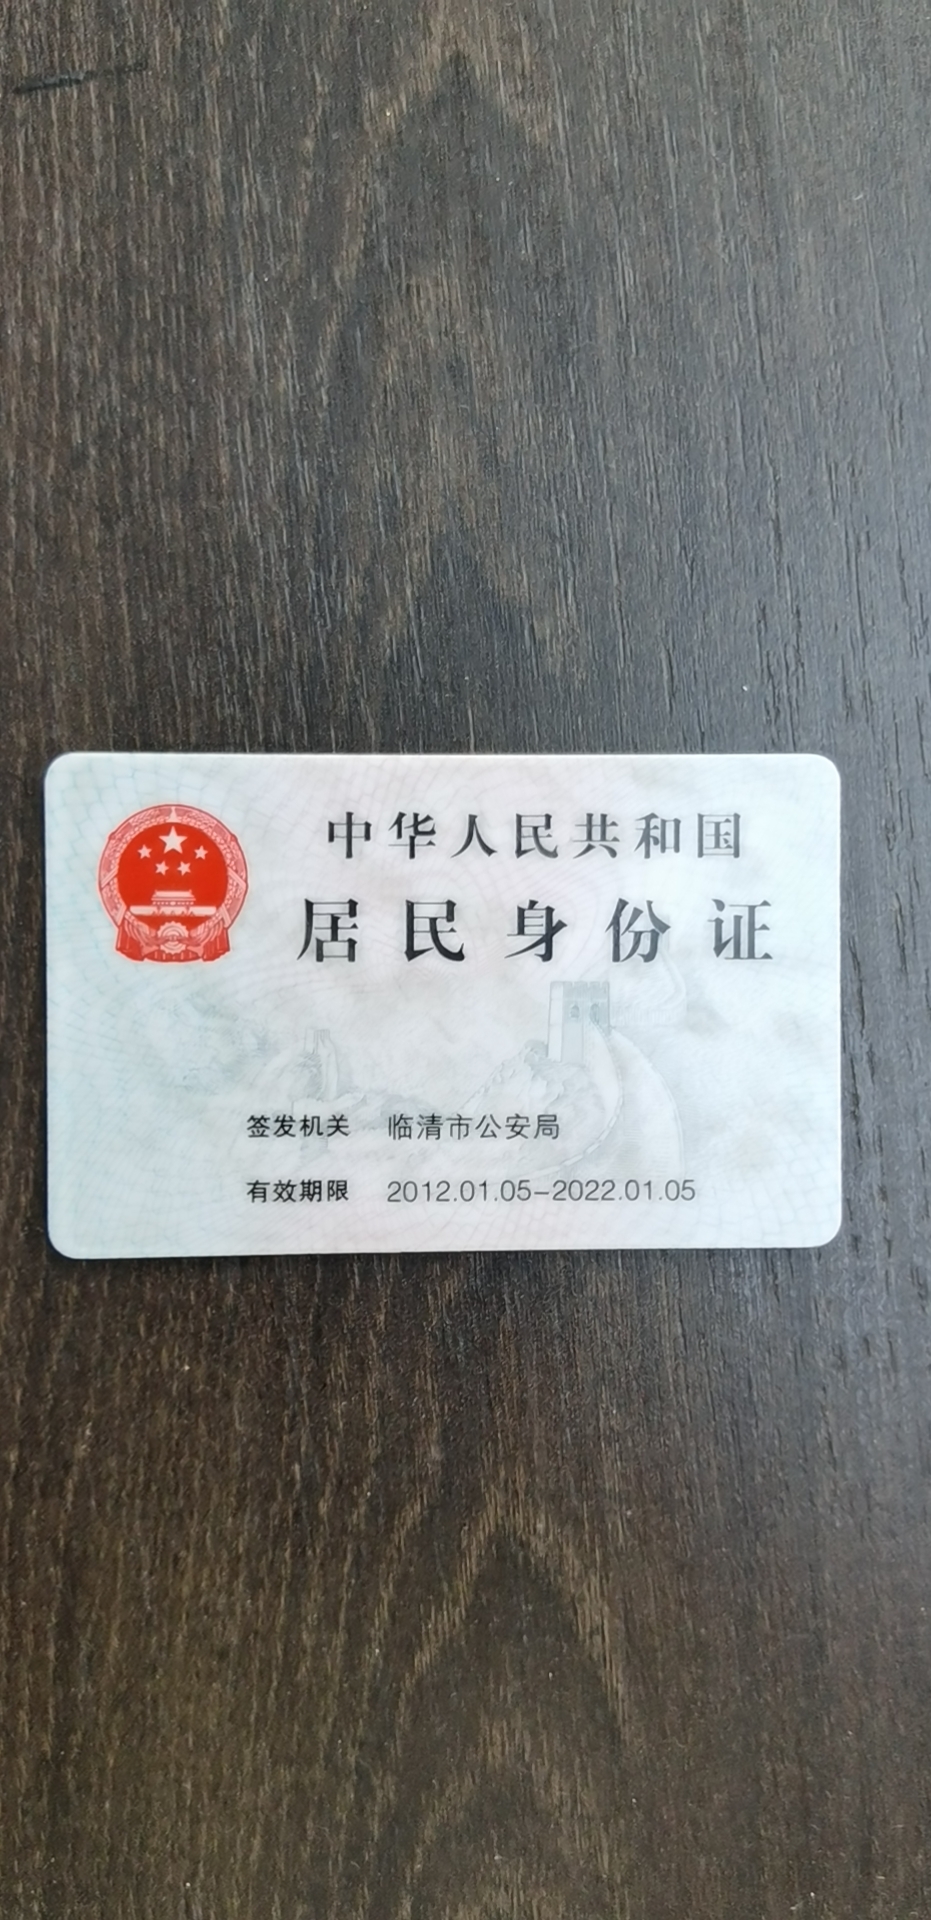 中华人民共和国
居民身份证
签发机关 临清市公安局
有效期限 2012.01.05-2022.01.05